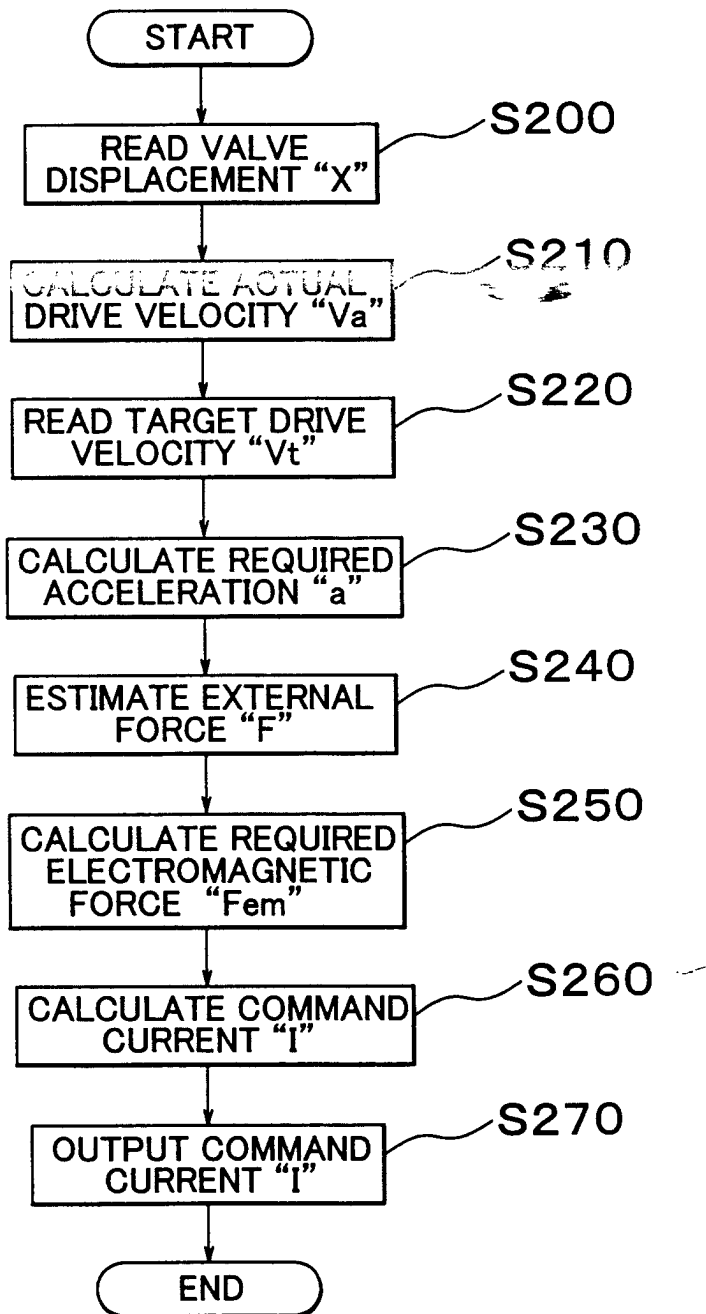 START
READ VALVE
DISPLACEMENT “X”
S200
CALCULATE ACTUAL
DRIVE VELOCITY “Va”
S210
READ TARGET DRIVE
VELOCITY “Vt”
S220
CALCULATE REQUIRED
ACCELERATION “a”
S230
ESTIMATE EXTERNAL
FORCE “F”
S240
CALCULATE REQUIRED
ELECTROMAGNETIC
FORCE “Fem”
S250
CALCULATE COMMAND
CURRENT “I”
S260
OUTPUT COMMAND
CURRENT “I”
S270
END